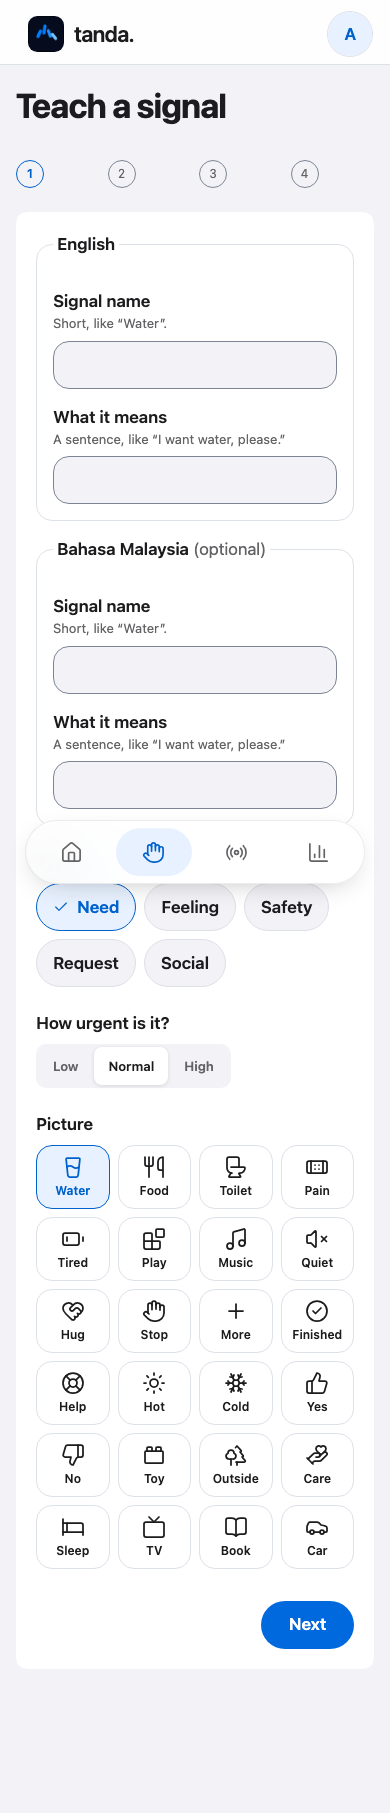 tanda.
A
Teach a signal
1
2
3
4
English
Signal name
Short, like “Water”.
What it means
A sentence, like “I want water, please.”
Bahasa Malaysia (optional)
Signal name
Short, like “Water”.
What it means
A sentence, like “I want water, please.”
Need
Feeling
Safety
Request
Social
How urgent is it?
Low
Normal
High
Picture
Water
Food
Toilet
Pain
Tired
Play
Music
Quiet
Hug
Stop
More
Finished
Help
Hot
Cold
Yes
No
Toy
Outside
Care
Sleep
TV
Book
Car
Next